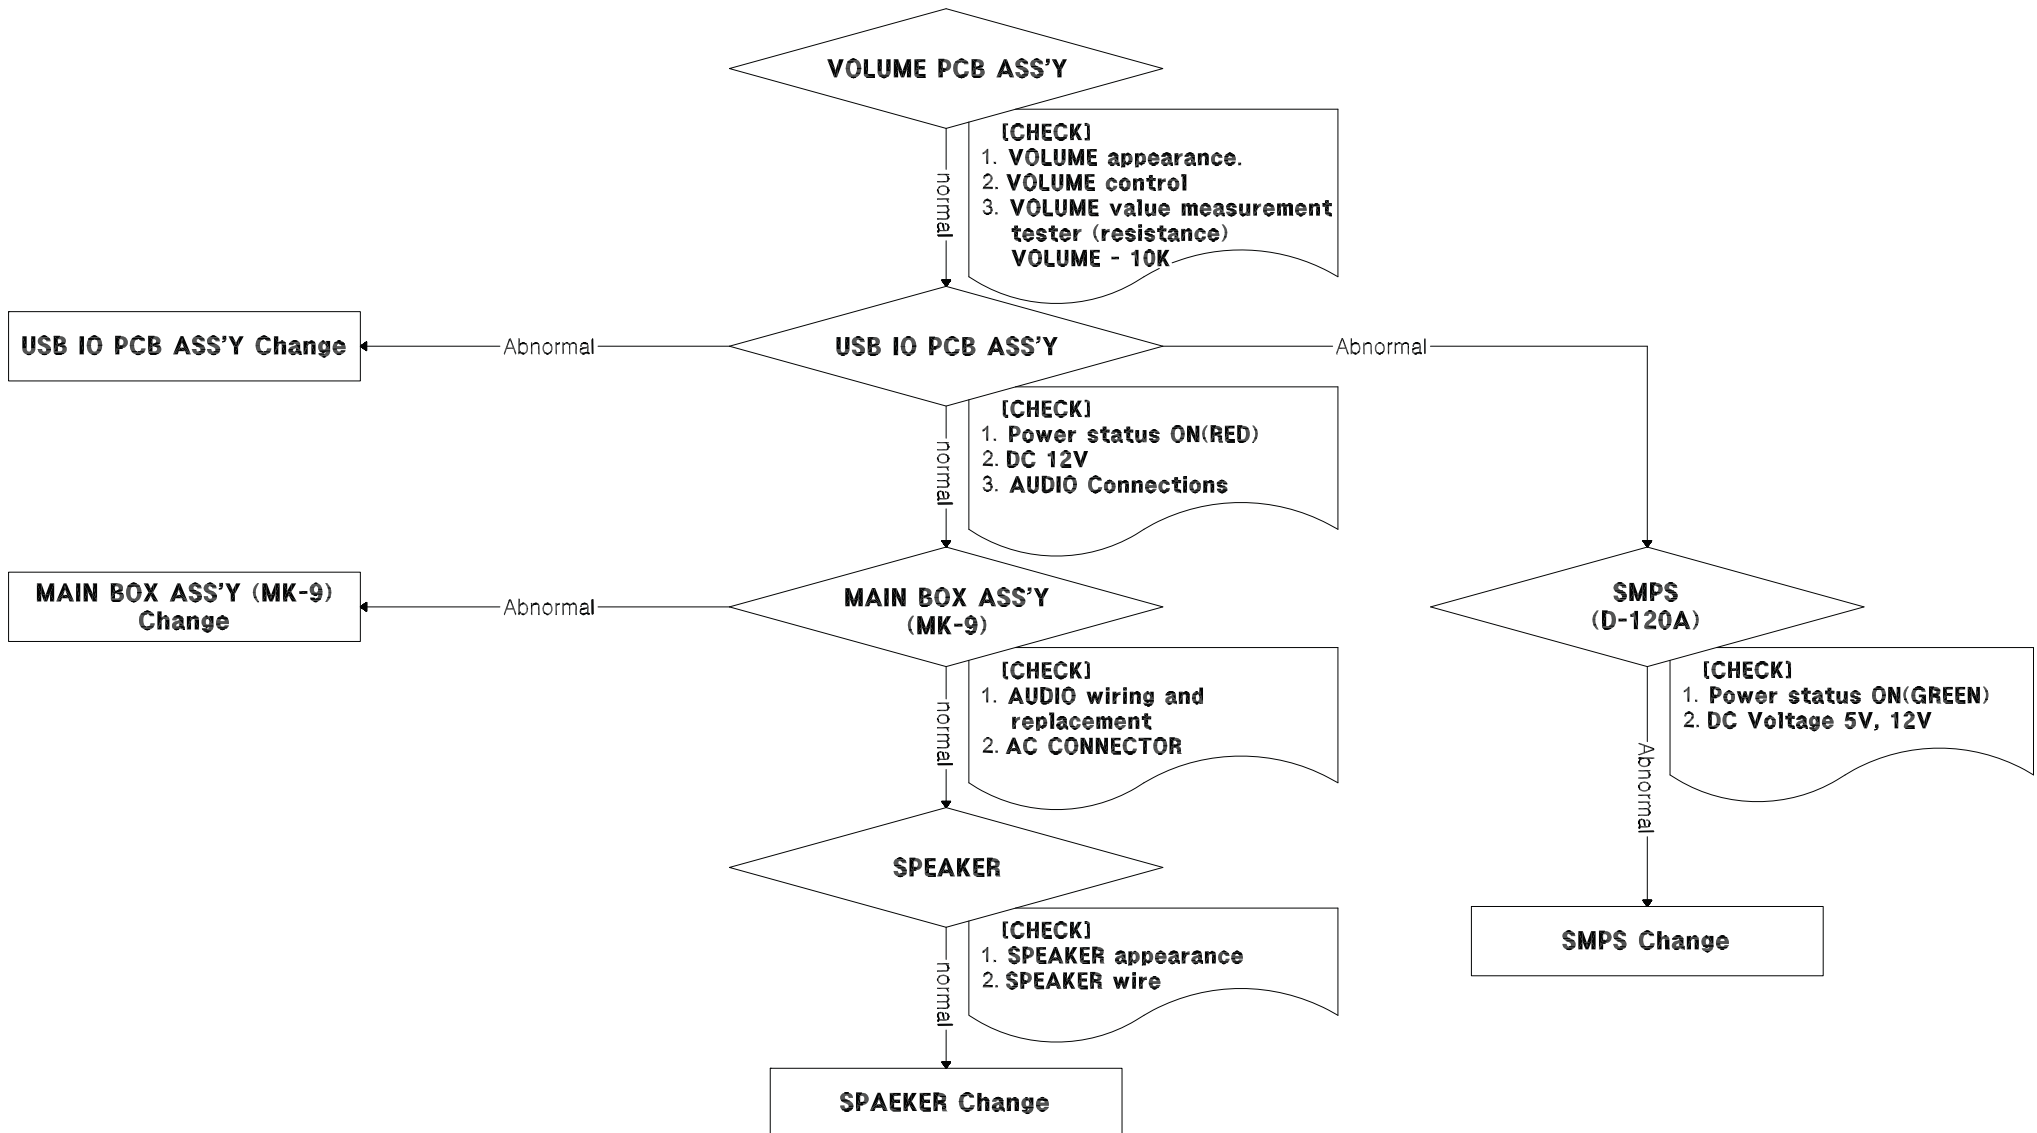 VOLUME PCB ASS'Y
[CHECK]
1. VOLUME appearance.
2. VOLUME control
3. VOLUME value measurement
tester (resistance)
VOLUME - 10K
normal
USB IO PCB ASS'Y Change
Abnormal
USB IO PCB ASS'Y
Abnormal
[CHECK]
1. Power status ON(RED)
2. DC 12V
3. AUDIO Connections
normal
MAIN BOX ASS'Y (MK-9)
Change
Abnormal
MAIN BOX ASS'Y
(MK-9)
SMPS
(D-120A)
[CHECK]
1. AUDIO wiring and
replacement
2. AC CONNECTOR
normal
[CHECK]
1. Power status ON(GREEN)
2. DC Voltage 5V, 12V
Abnormal
SPEAKER
[CHECK]
1. SPEAKER appearance
2. SPEAKER wire
normal
SMPS Change
SPAEKER Change